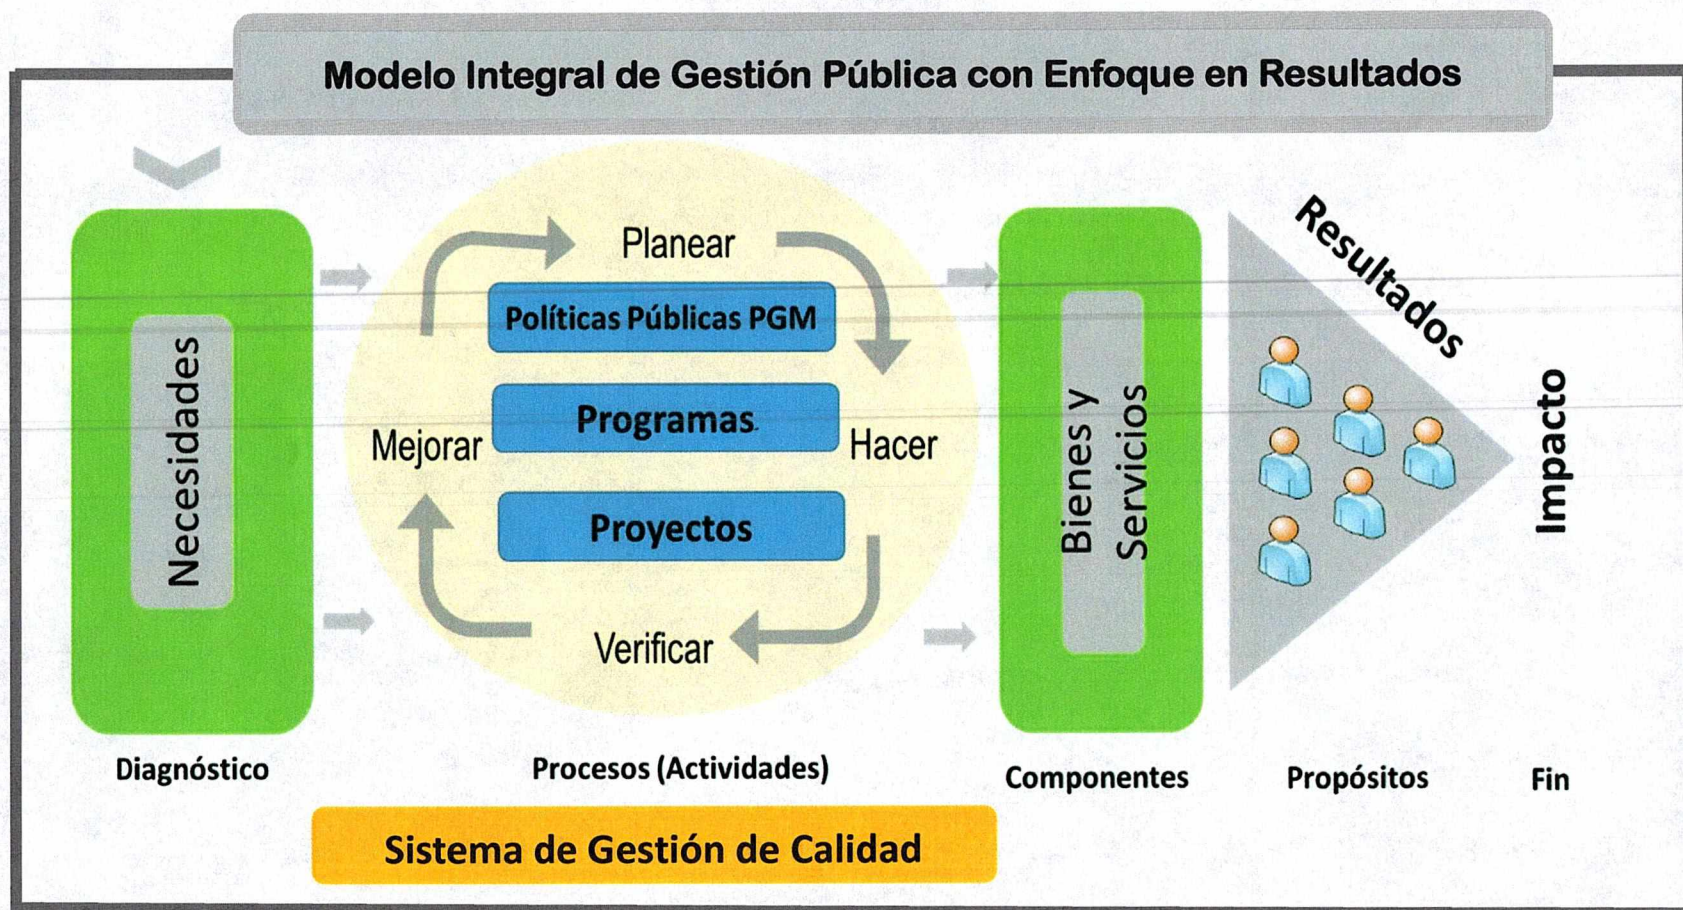 Modelo Integral de Gestión Pública con Enfoque en Resultados
Necesidades
Planear
Políticas Públicas PGM
Programas.
Proyectos
Mejorar
Hacer
Verificar
Bienes y
Servicios
Resultados
Impacto
Diagnóstico
Procesos (Actividades)
Componentes
Propósitos
Fin
Sistema de Gestión de Calidad